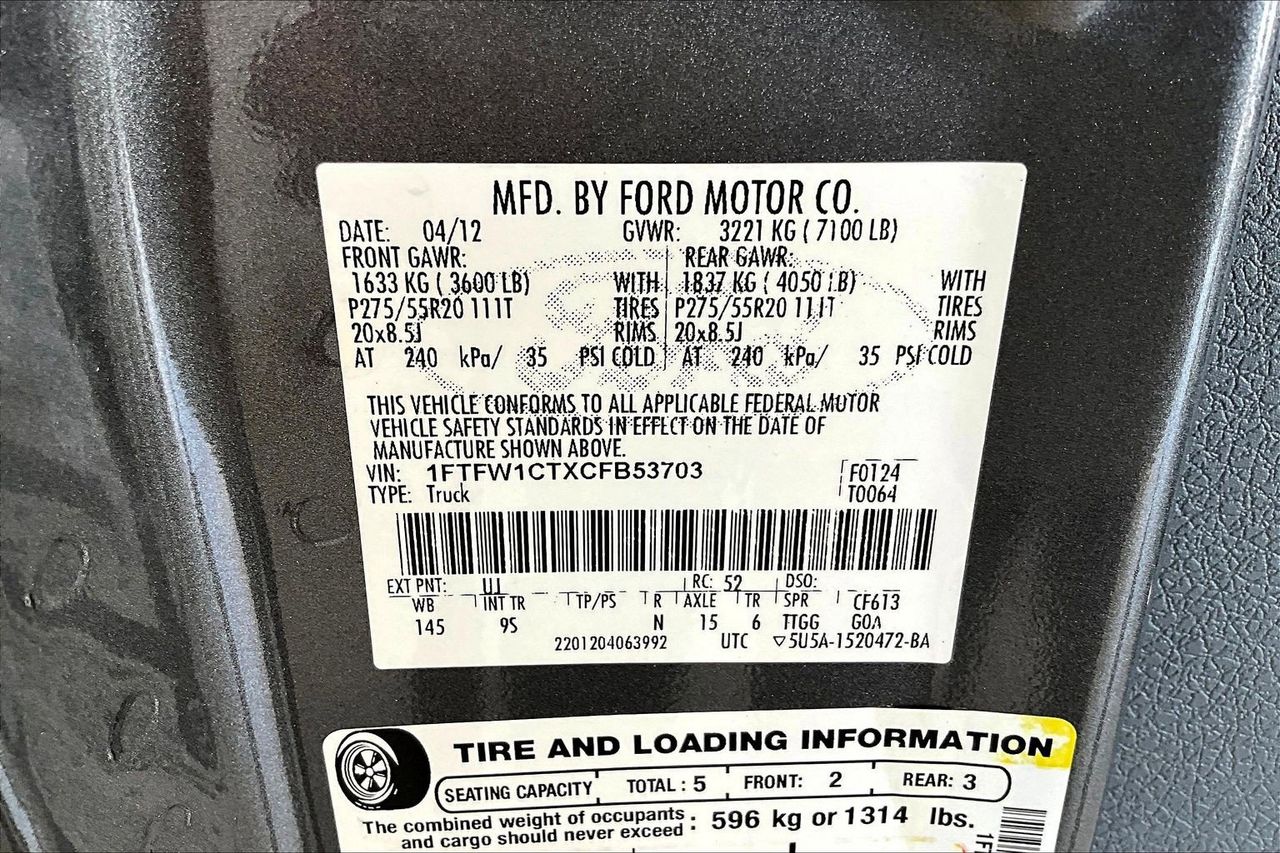 MFD. BY FORD MOTOR CO.
DATE: 04/12 GVWR: 3221 KG ( 7100 LB)
FRONT GAWR: REAR GAWR:
1633 KG ( 3600 LB) WITH 1837 KG ( 4050 LB) WITH
P275/55R20 111T TIRES P275/55R20 111T TIRES
20x8.5J RIMS 20x8.5J RIMS
AT 240 kPa/ 35 PSI COLD AT 240 kPa/ 35 PSI COLD
THIS VEHICLE CONFORMS TO ALL APPLICABLE FEDERAL MOTOR
VEHICLE SAFETY STANDARDS IN EFFECT ON THE DATE OF
MANUFACTURE SHOWN ABOVE.
VIN: 1FTFW1CTXCFB53703 F0124
TYPE: Truck T0064
EXT PNT: UJ RC: 52 DSO:
WB INT TR TP/PS R AXLE TR SPR CF613
145 9S N 15 6 TTGG GOA
2201204063992 UTC ▽5U5A-1520472-BA
TIRE AND LOADING INFORMATION
SEATING CAPACITY TOTAL : 5 FRONT: 2 REAR: 3
The combined weight of occupants
and cargo should never exceed : 596 kg or 1314 lbs.